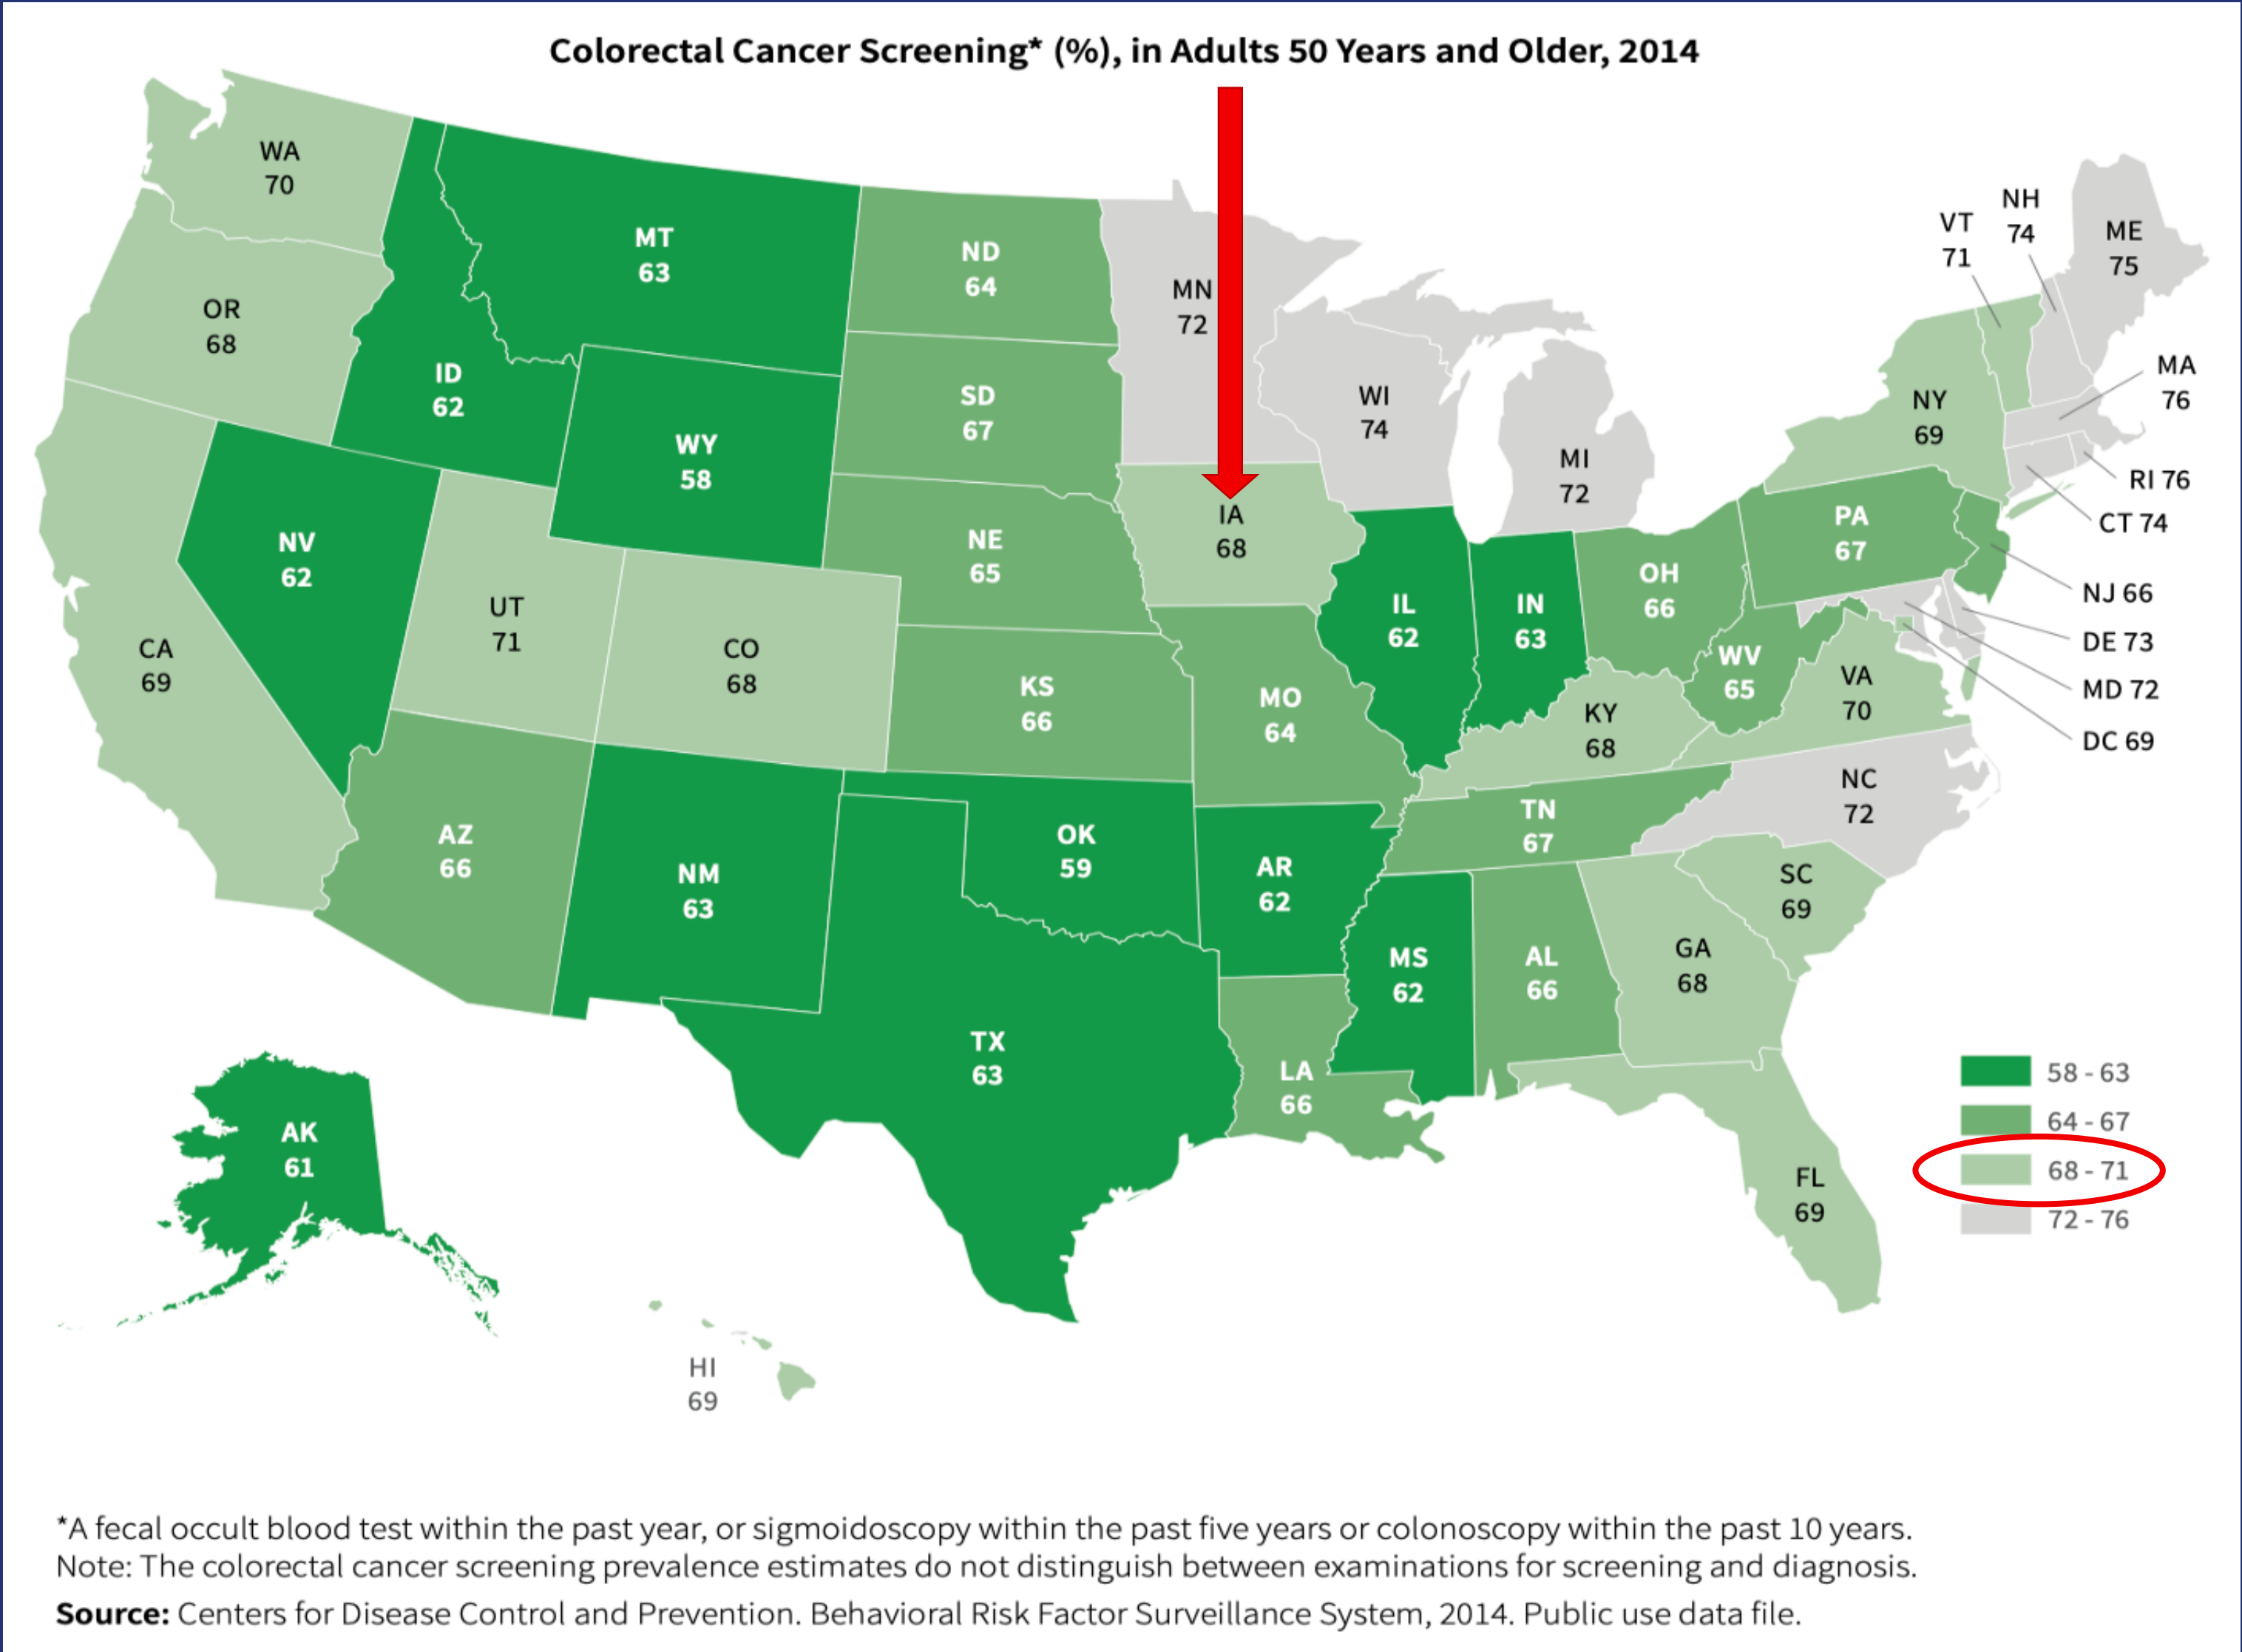 Colorectal Cancer Screening* (%), in Adults 50 Years and Older, 2014
WA
70
OR
68
CA
69
NV
62
ID
62
MT
63
WY
58
UT
71
CO
68
AZ
66
NM
63
ND
64
SD
67
NE
65
KS
66
OK
59
TX
63
MN
72
IA
68
MO
64
AR
62
LA
66
WI
74
IL
62
MI
72
IN
63
OH
66
KY
68
TN
67
MS
62
AL
66
GA
68
FL
69
SC
69
NC
72
VA
70
WV
65
PA
67
NY
69
VT
71
NH
74
ME
75
MA
76
RI 76
CT 74
NJ 66
DE 73
MD 72
DC 69
AK
61
HI
69
58 - 63
64 - 67
68 - 71
72 - 76
*A fecal occult blood test within the past year, or sigmoidoscopy within the past five years or colonoscopy within the past 10 years.
Note: The colorectal cancer screening prevalence estimates do not distinguish between examinations for screening and diagnosis.
Source: Centers for Disease Control and Prevention. Behavioral Risk Factor Surveillance System, 2014. Public use data file.